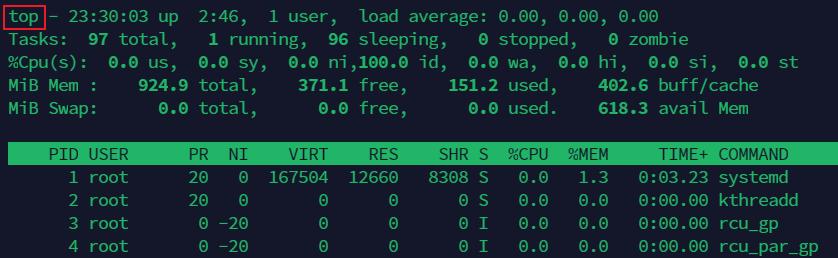 top - 23:30:03 up  2:46,  1 user,  load average: 0.00, 0.00, 0.00
Tasks:  97 total,   1 running,  96 sleeping,   0 stopped,   0 zombie
%Cpu(s):  0.0 us,  0.0 sy,  0.0 ni,100.0 id,  0.0 wa,  0.0 hi,  0.0 si,  0.0 st
MiB Mem :    924.9 total,    371.1 free,    151.2 used,    402.6 buff/cache
MiB Swap:      0.0 total,      0.0 free,      0.0 used.    618.3 avail Mem
PID USER      PR  NI    VIRT    RES    SHR S  %CPU  %MEM     TIME+ COMMAND
1 root      20   0  167504  12660   8308 S   0.0   1.3   0:03.23 systemd
2 root      20   0       0      0      0 S   0.0   0.0   0:00.00 kthreadd
3 root       0 -20       0      0      0 I   0.0   0.0   0:00.00 rcu_gp
4 root       0 -20       0      0      0 I   0.0   0.0   0:00.00 rcu_par_gp